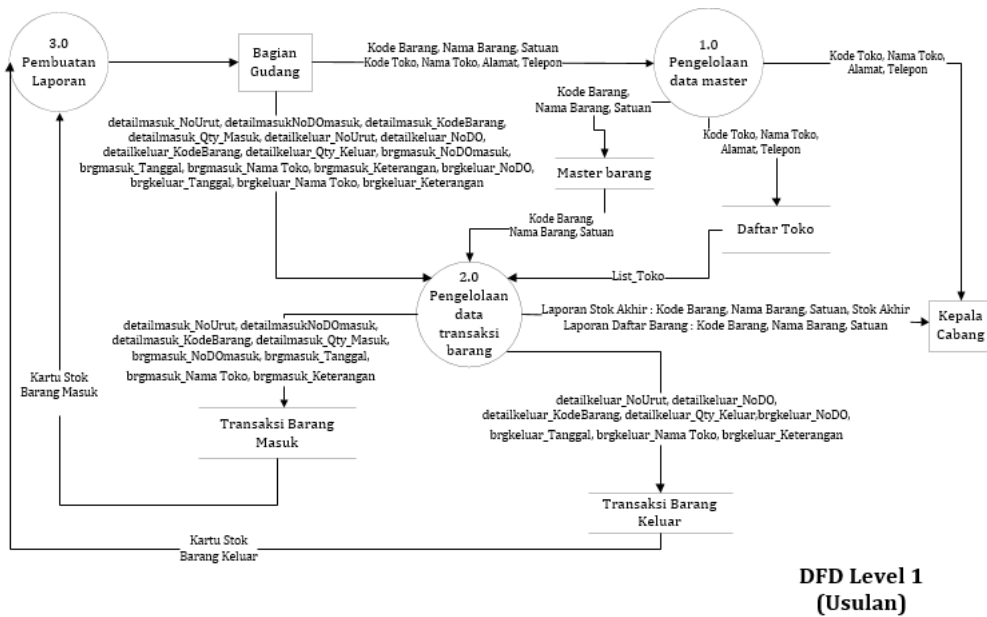 3.0
Pembuatan
Laporan
Bagian
Gudang
Kode Barang, Nama Barang, Satuan
Kode Toko, Nama Toko, Alamat, Telepon
1.0
Pengelolaan
data master
Kode Toko, Nama Toko,
Alamat, Telepon
Kode Barang,
Nama Barang, Satuan
Kode Toko, Nama Toko,
Alamat, Telepon
detailmasuk_NoUrut, detailmasukNoDOmasuk, detailmasuk_KodeBarang,
detailmasuk_Qty_Masuk, detailkeluar_NoUrut, detailkeluar_NoDO,
detailkeluar_KodeBarang, detailkeluar_Qty_Keluar, brgmasuk_NoDOmasuk,
brgmasuk_Tanggal, brgmasuk_Nama Toko, brgmasuk_Keterangan, brgkeluar_NoDO,
brgkeluar_Tanggal, brgkeluar_Nama Toko, brgkeluar_Keterangan
Master barang
Kode Barang,
Nama Barang, Satuan
Daftar Toko
List_Toko
2.0
Pengelolaan
data
transaksi
barang
Laporan Stok Akhir : Kode Barang, Nama Barang, Satuan, Stok Akhir
Laporan Daftar Barang : Kode Barang, Nama Barang, Satuan
Kepala
Cabang
detailmasuk_NoUrut, detailmasukNoDOmasuk,
detailmasuk_KodeBarang, detailmasuk_Qty_Masuk,
brgmasuk_NoDOmasuk, brgmasuk_Tanggal,
brgmasuk_Nama Toko, brgmasuk_Keterangan
Kartu Stok
Barang Masuk
Transaksi Barang
Masuk
detailkeluar_NoUrut, detailkeluar_NoDO,
detailkeluar_KodeBarang, detailkeluar_Qty_Keluar,brgkeluar_NoDO,
brgkeluar_Tanggal, brgkeluar_Nama Toko, brgkeluar_Keterangan
Transaksi Barang
Keluar
Kartu Stok
Barang Keluar
DFD Level 1
(Usulan)